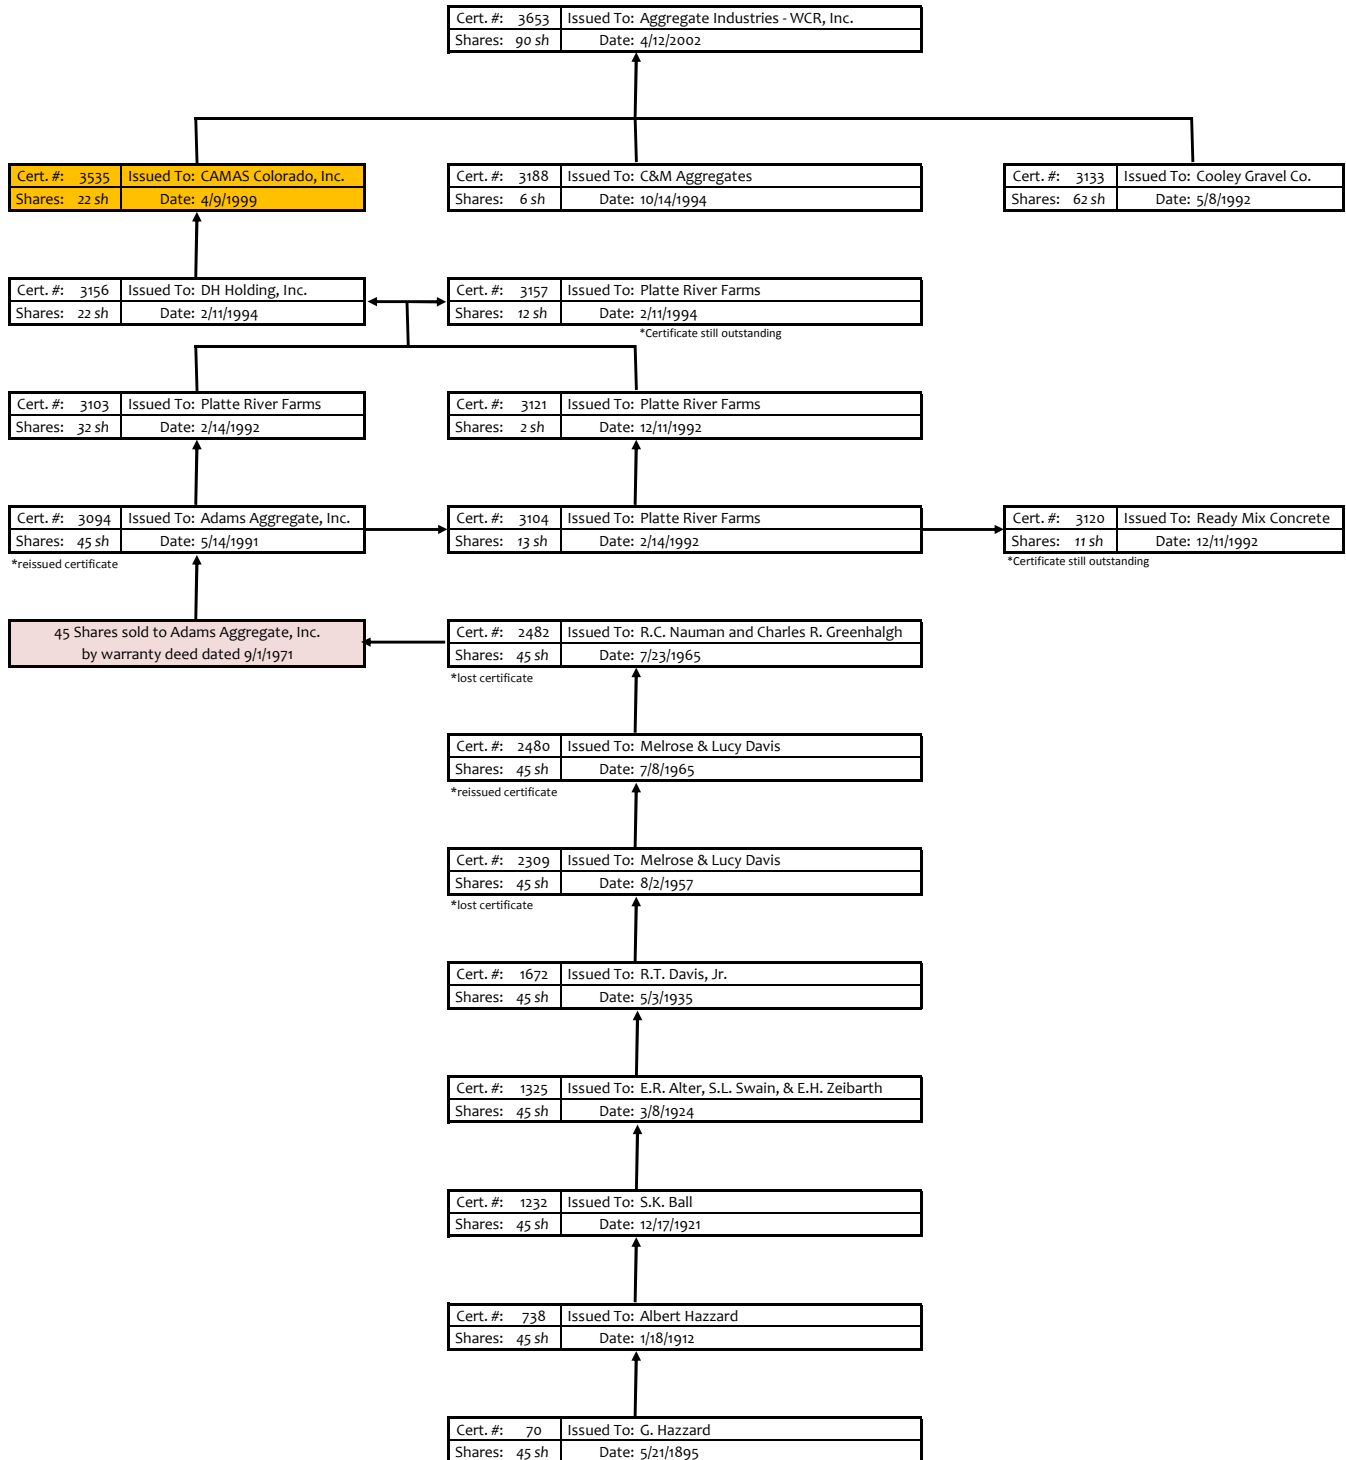 Cert. #: 3653 Issued To: Aggregate Industries - WCR, Inc.
Shares: 90 sh Date: 4/12/2002
Cert. #: 3535 Issued To: CAMAS Colorado, Inc.
Shares: 22 sh Date: 4/9/1999
Cert. #: 3188 Issued To: C&M Aggregates
Shares: 6 sh Date: 10/14/1994
Cert. #: 3133 Issued To: Cooley Gravel Co.
Shares: 62 sh Date: 5/8/1992
Cert. #: 3156 Issued To: DH Holding, Inc.
Shares: 22 sh Date: 2/11/1994
Cert. #: 3157 Issued To: Platte River Farms
Shares: 12 sh Date: 2/11/1994
*Certificate still outstanding
Cert. #: 3103 Issued To: Platte River Farms
Shares: 32 sh Date: 2/14/1992
Cert. #: 3121 Issued To: Platte River Farms
Shares: 2 sh Date: 12/11/1992
Cert. #: 3094 Issued To: Adams Aggregate, Inc.
Shares: 45 sh Date: 5/14/1991
*reissued certificate
Cert. #: 3104 Issued To: Platte River Farms
Shares: 13 sh Date: 2/14/1992
Cert. #: 3120 Issued To: Ready Mix Concrete
Shares: 11 sh Date: 12/11/1992
*Certificate still outstanding
45 Shares sold to Adams Aggregate, Inc.
by warranty deed dated 9/1/1971
Cert. #: 2482 Issued To: R.C. Nauman and Charles R. Greenhalgh
Shares: 45 sh Date: 7/23/1965
*lost certificate
Cert. #: 2480 Issued To: Melrose & Lucy Davis
Shares: 45 sh Date: 7/8/1965
*reissued certificate
Cert. #: 2309 Issued To: Melrose & Lucy Davis
Shares: 45 sh Date: 8/2/1957
*lost certificate
Cert. #: 1672 Issued To: R.T. Davis, Jr.
Shares: 45 sh Date: 5/3/1935
Cert. #: 1325 Issued To: E.R. Alter, S.L. Swain, & E.H. Zeibarth
Shares: 45 sh Date: 3/8/1924
Cert. #: 1232 Issued To: S.K. Ball
Shares: 45 sh Date: 12/17/1921
Cert. #: 738 Issued To: Albert Hazzard
Shares: 45 sh Date: 1/18/1912
Cert. #: 70 Issued To: G. Hazzard
Shares: 45 sh Date: 5/21/1895